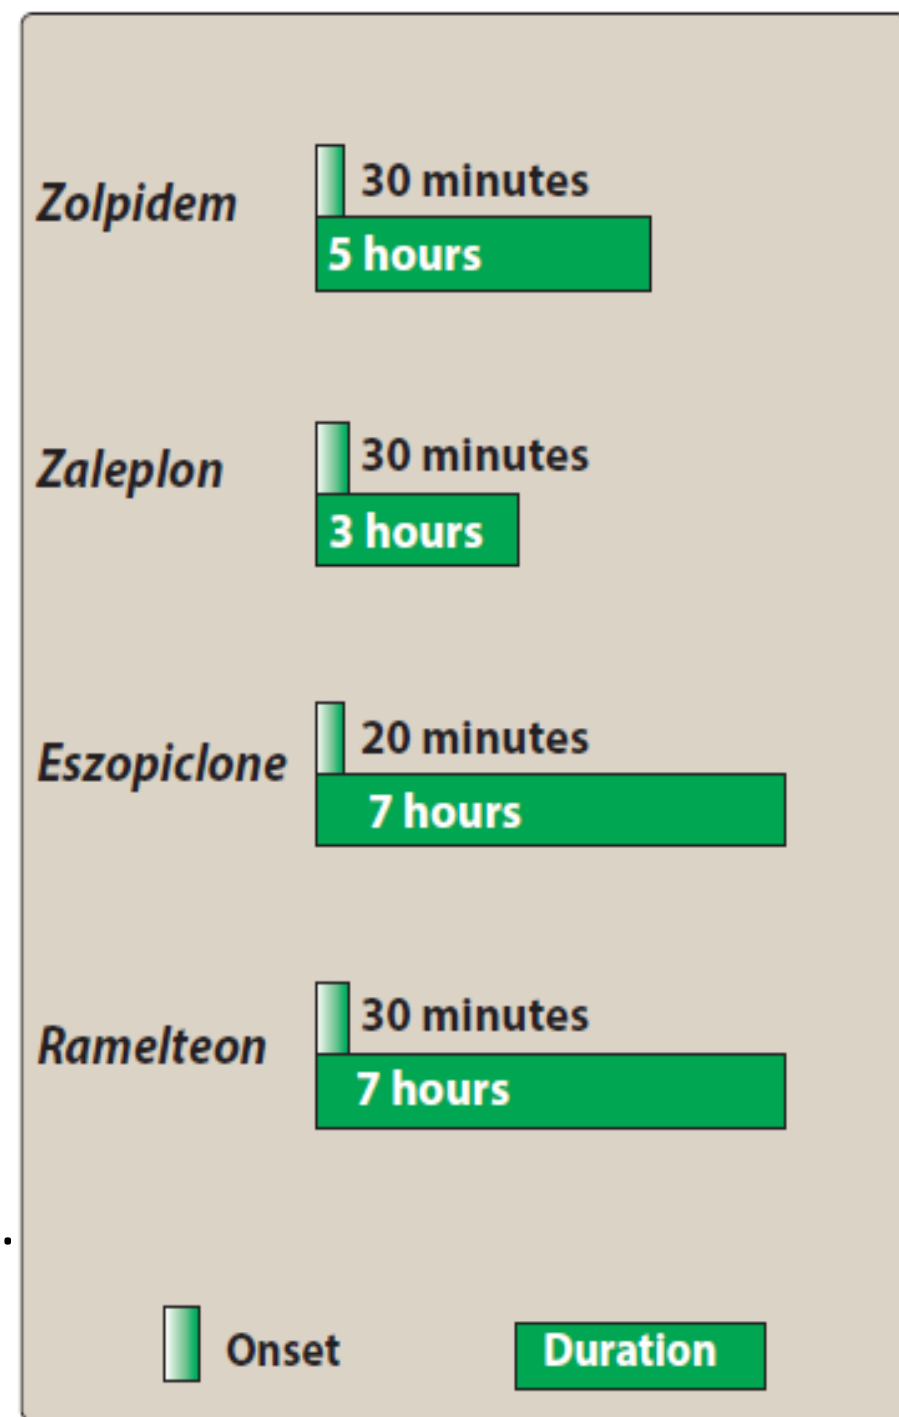 30 minutes
Zolpidem
5 hours
30 minutes
Zaleplon
3 hours
20 minutes
Eszopiclone
7 hours
30 minutes
Ramelteon
7 hours
.
Onset
Duration